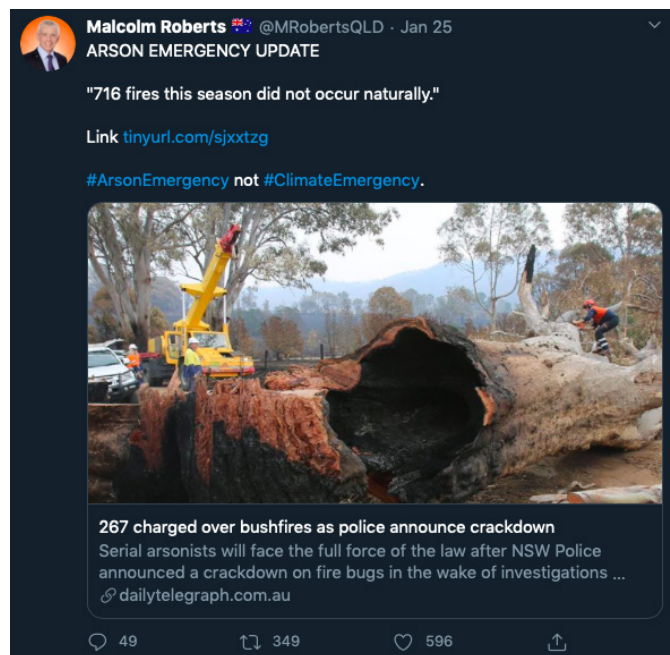 Malcolm Roberts 🇦🇺 @MRobertsQLD · Jan 25
ARSON EMERGENCY UPDATE
"716 fires this season did not occur naturally."
Link tinyurl.com/sjxxtzg
#ArsonEmergency not #ClimateEmergency.
267 charged over bushfires as police announce crackdown
Serial arsonists will face the full force of the law after NSW Police
announced a crackdown on fire bugs in the wake of investigations ...
dailytelegraph.com.au
49 349 596